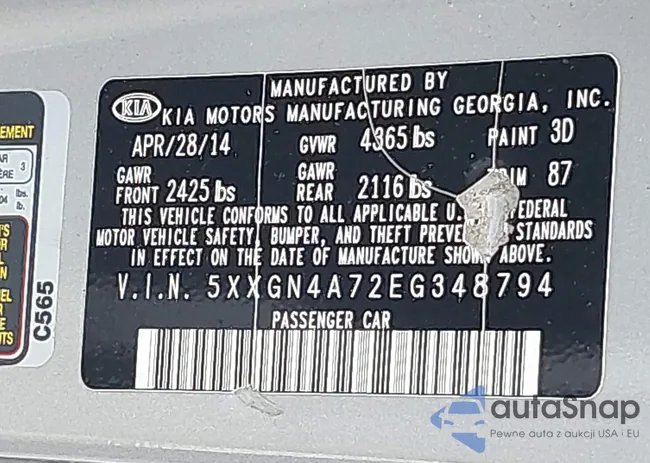 MANUFACTURED BY
KIA KIA MOTORS MANUFACTURING GEORGIA, INC.
APR/28/14 GVWR 4365 lbs PAINT 3D
GAWR FRONT 2425 lbs GAWR REAR 2116 lbs 87
THIS VEHICLE CONFORMS TO ALL APPLICABLE FEDERAL
MOTOR VEHICLE SAFETY, BUMPER, AND THEFT STANDARDS
IN EFFECT ON THE DATE OF MANUFACTURE ABOVE.
V.I.N. 5XXGN4A72EG348794
PASSENGER CAR
C565
autoSnap
Pewne auta z aukcji USA i EU